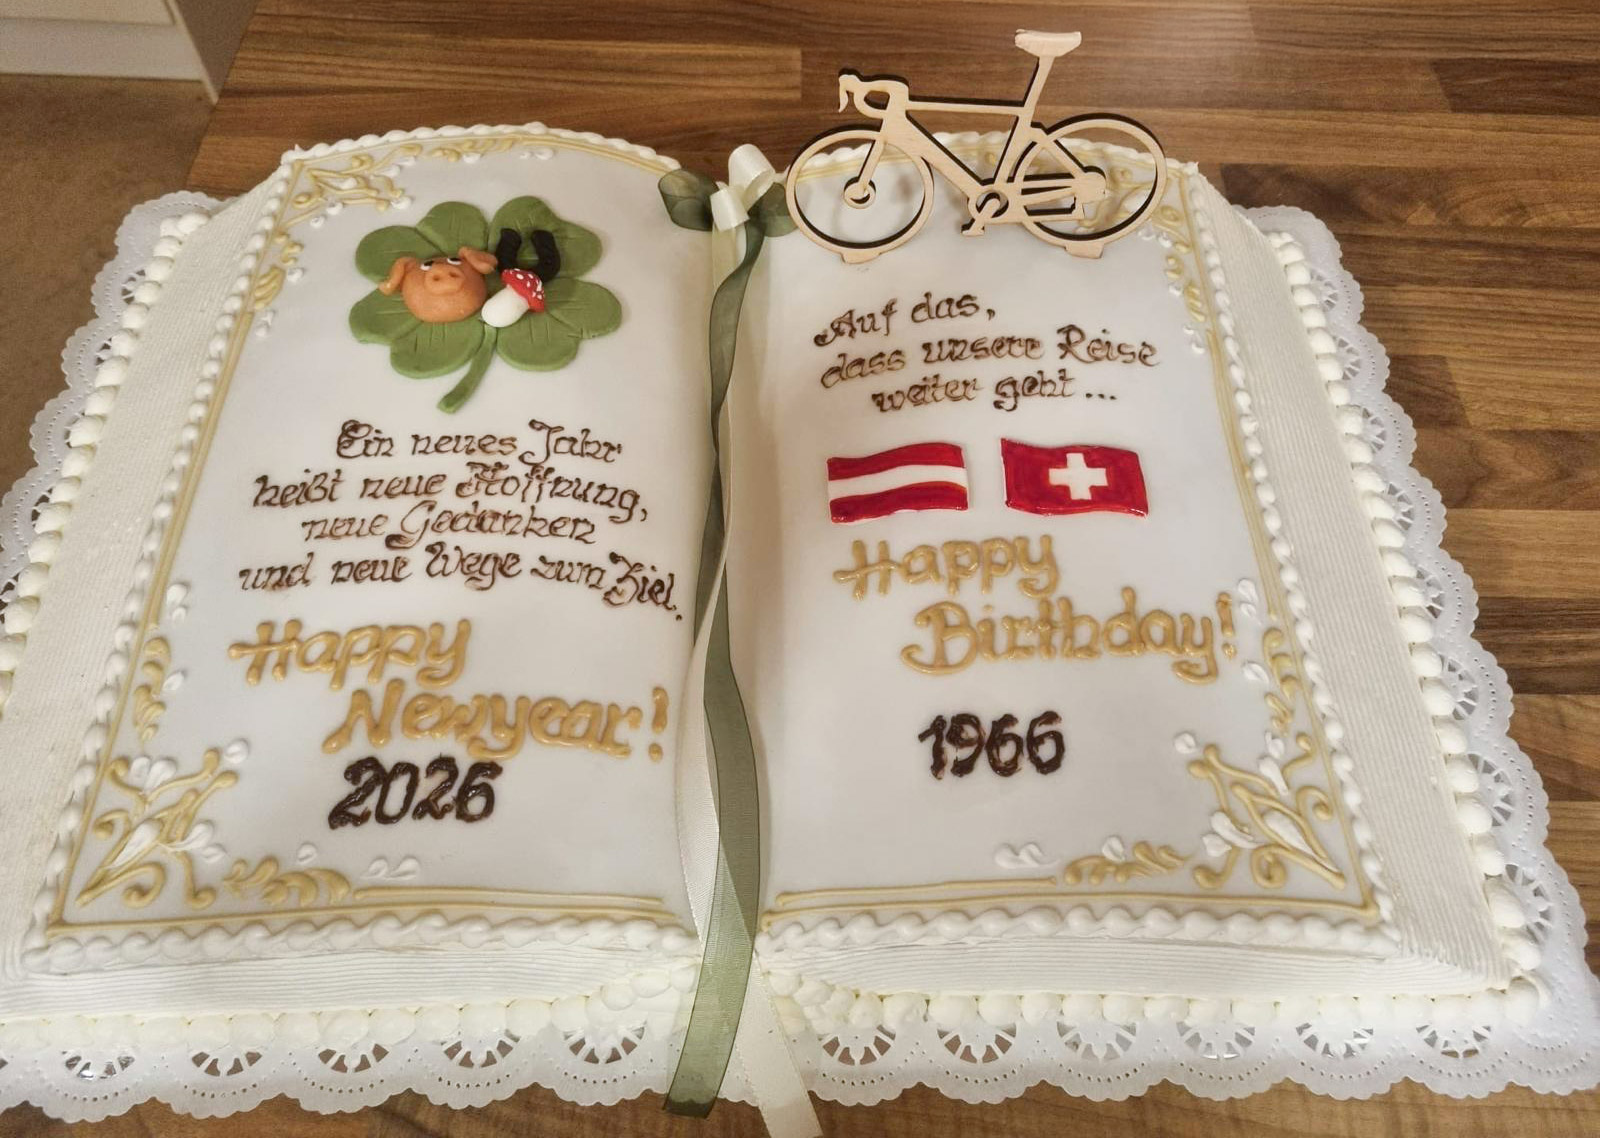 Ein neues Jahr
heißt neue Hoffnung,
neue Gedanken
und neue Wege zum Ziel.
Happy
Newyear!
2026
Auf das,
dass unsere Reise
weiter geht...
Happy
Birthday!
1966